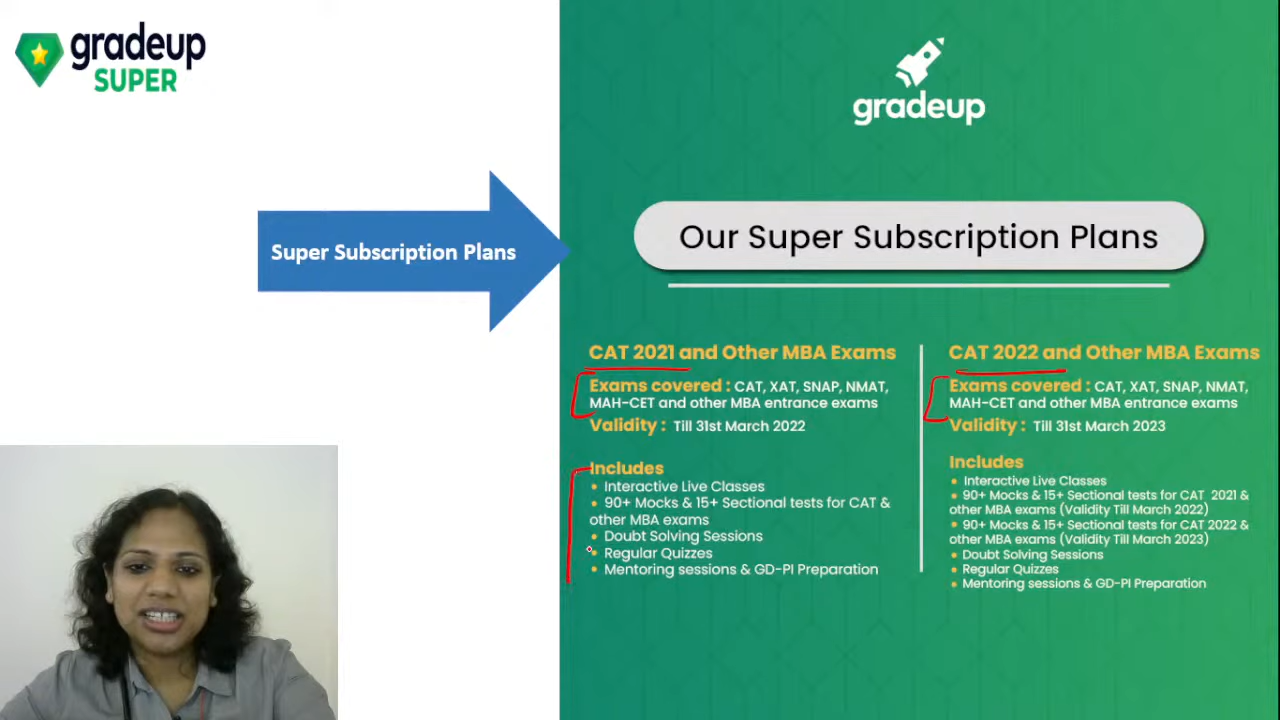 gradeup
SUPER
Super Subscription Plans
gradeup
Our Super Subscription Plans
CAT 2021 and Other MBA Exams
Exams covered : CAT, XAT, SNAP, NMAT,
MAH-CET and other MBA entrance exams
Validity : Till 31st March 2022
Includes
• Interactive Live Classes
• 90+ Mocks & 15+ Sectional tests for CAT &
other MBA exams
• Doubt Solving Sessions
• Regular Quizzes
• Mentoring sessions & GD-PI Preparation
CAT 2022 and Other MBA Exams
Exams covered : CAT, XAT, SNAP, NMAT,
MAH-CET and other MBA entrance exams
Validity : Till 31st March 2023
Includes
• Interactive Live Classes
• 90+ Mocks & 15+ Sectional tests for CAT 2021 &
other MBA exams (Validity Till March 2022)
• 90+ Mocks & 15+ Sectional tests for CAT 2022 &
other MBA exams (Validity Till March 2023)
• Doubt Solving Sessions
• Regular Quizzes
• Mentoring sessions & GD-PI Preparation